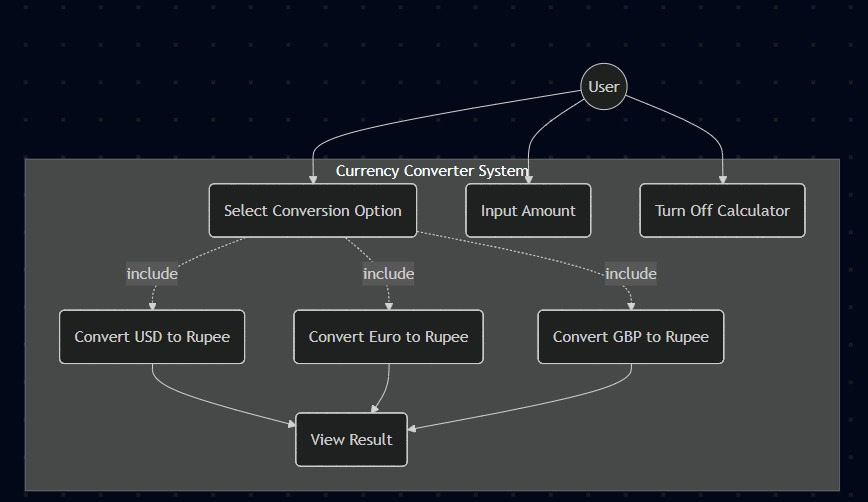 User
Currency Converter System
Select Conversion Option
Input Amount
Turn Off Calculator
include
include
include
Convert USD to Rupee
Convert Euro to Rupee
Convert GBP to Rupee
View Result